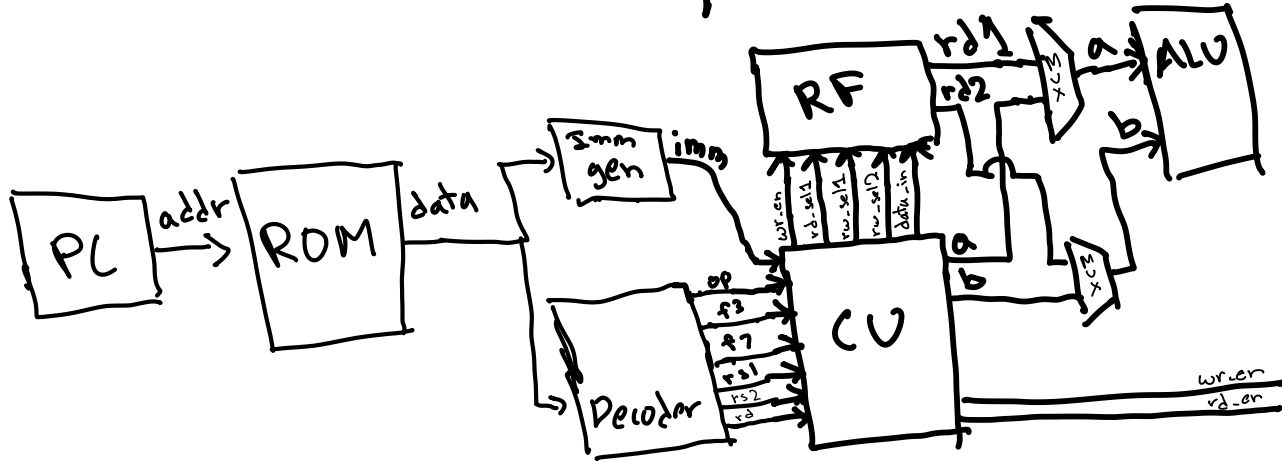 PC
addr
ROM
data
Imm
gen
imm
Decoder
op
f3
f7
rs1
rs2
rd
CU
wr_en
rd_sel1
rw_sel1
rw_sel2
data_in
RF
rd1
rd2
a
b
a
b
ALU
wr_en
rd_en